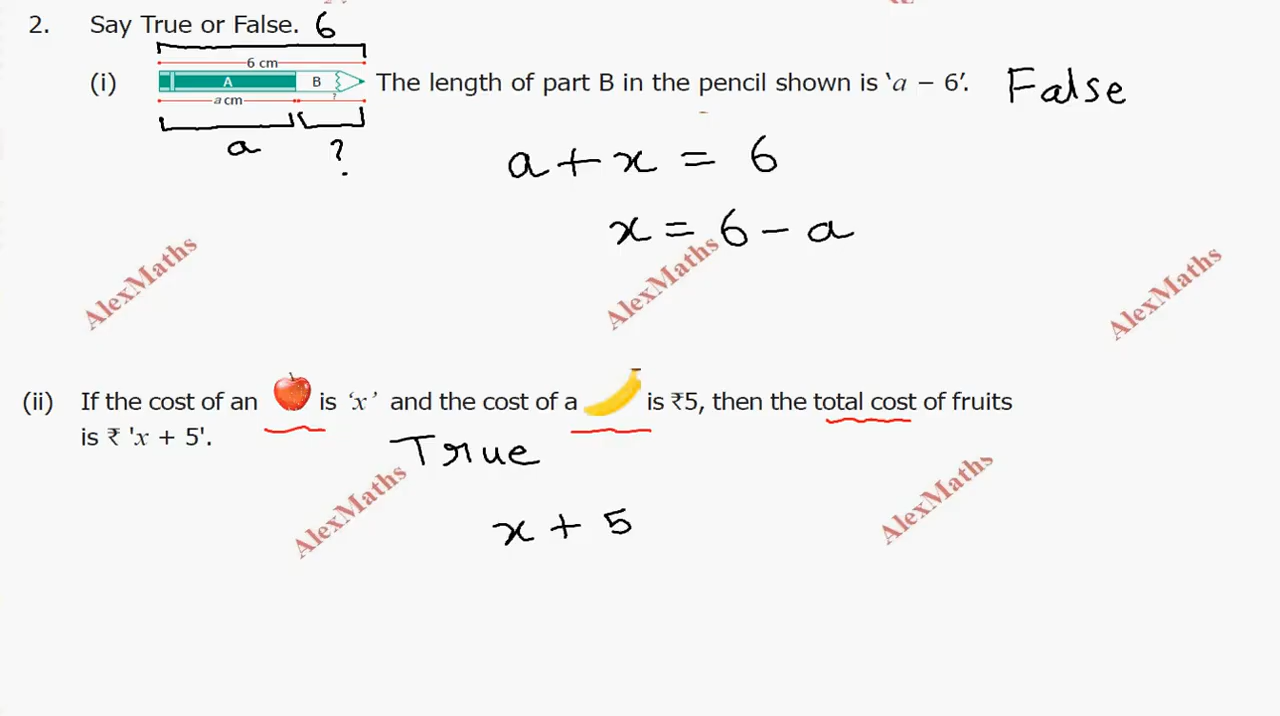 2. Say True or False. 6
6 cm
(i) A B The length of part B in the pencil shown is ‘a − 6’. False
a cm ?
a ?
a + x = 6
x = 6 − a
AlexMaths AlexMaths AlexMaths
(ii) If the cost of an is ‘x’ and the cost of a is ₹5, then the total cost of fruits
is ₹ 'x + 5'. True
AlexMaths AlexMaths
x + 5